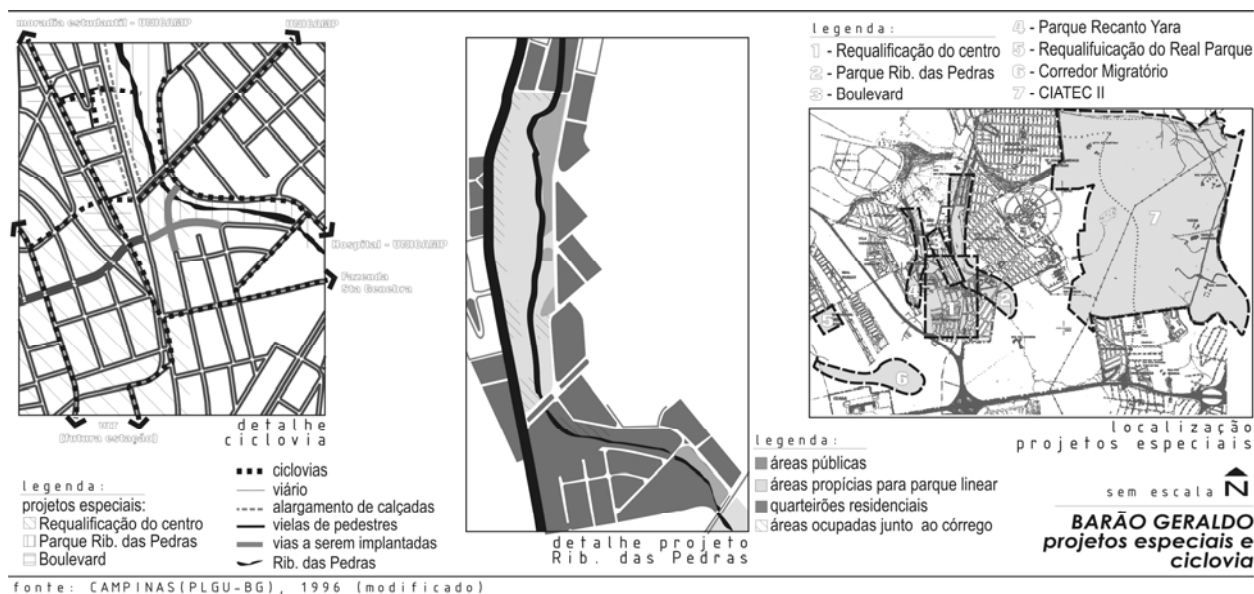 moradia estudantil - UNICAMP
UNICAMP
Hospital - UNICAMP
Fazenda
Sta Genebra
VLT
(futura estação)
detalhe
ciclovia
legenda:
projetos especiais:
Requalificação do centro
Parque Rib. das Pedras
Boulevard
ciclovias
viário
alargamento de calçadas
vielas de pedestres
vias a serem implantadas
Rib. das Pedras
detalhe projeto
Rib. das Pedras
legenda:
1 - Requalificação do centro
2 - Parque Rib. das Pedras
3 - Boulevard
4 - Parque Recanto Yara
5 - Requalifuicação do Real Parque
6 - Corredor Migratório
7 - CIATEC II
7
2
5
6
localização
projetos especiais
legenda:
áreas públicas
áreas propícias para parque linear
quarteirões residenciais
áreas ocupadas junto ao córrego
sem escala
N
BARÃO GERALDO
projetos especiais e
ciclovia
fonte: CAMPINAS(PLGU-BG), 1996 (modificado)